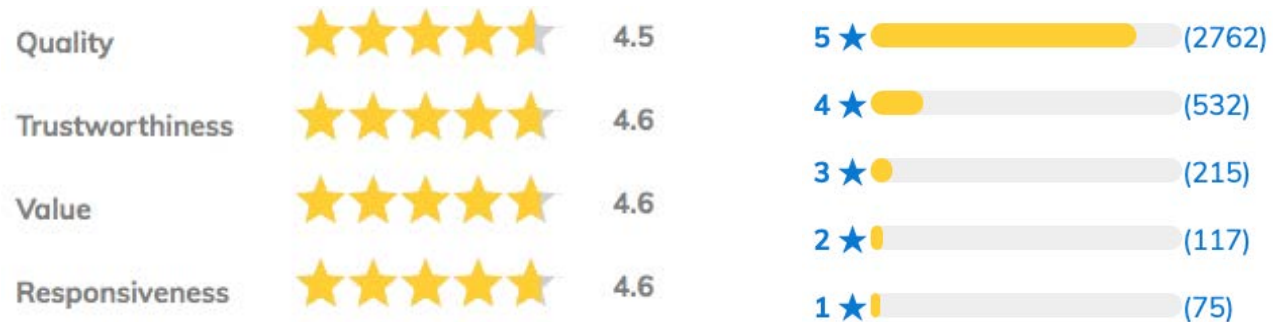 Quality 4.5
Trustworthiness 4.6
Value 4.6
Responsiveness 4.6
5 ★ (2762)
4 ★ (532)
3 ★ (215)
2 ★ (117)
1 ★ (75)